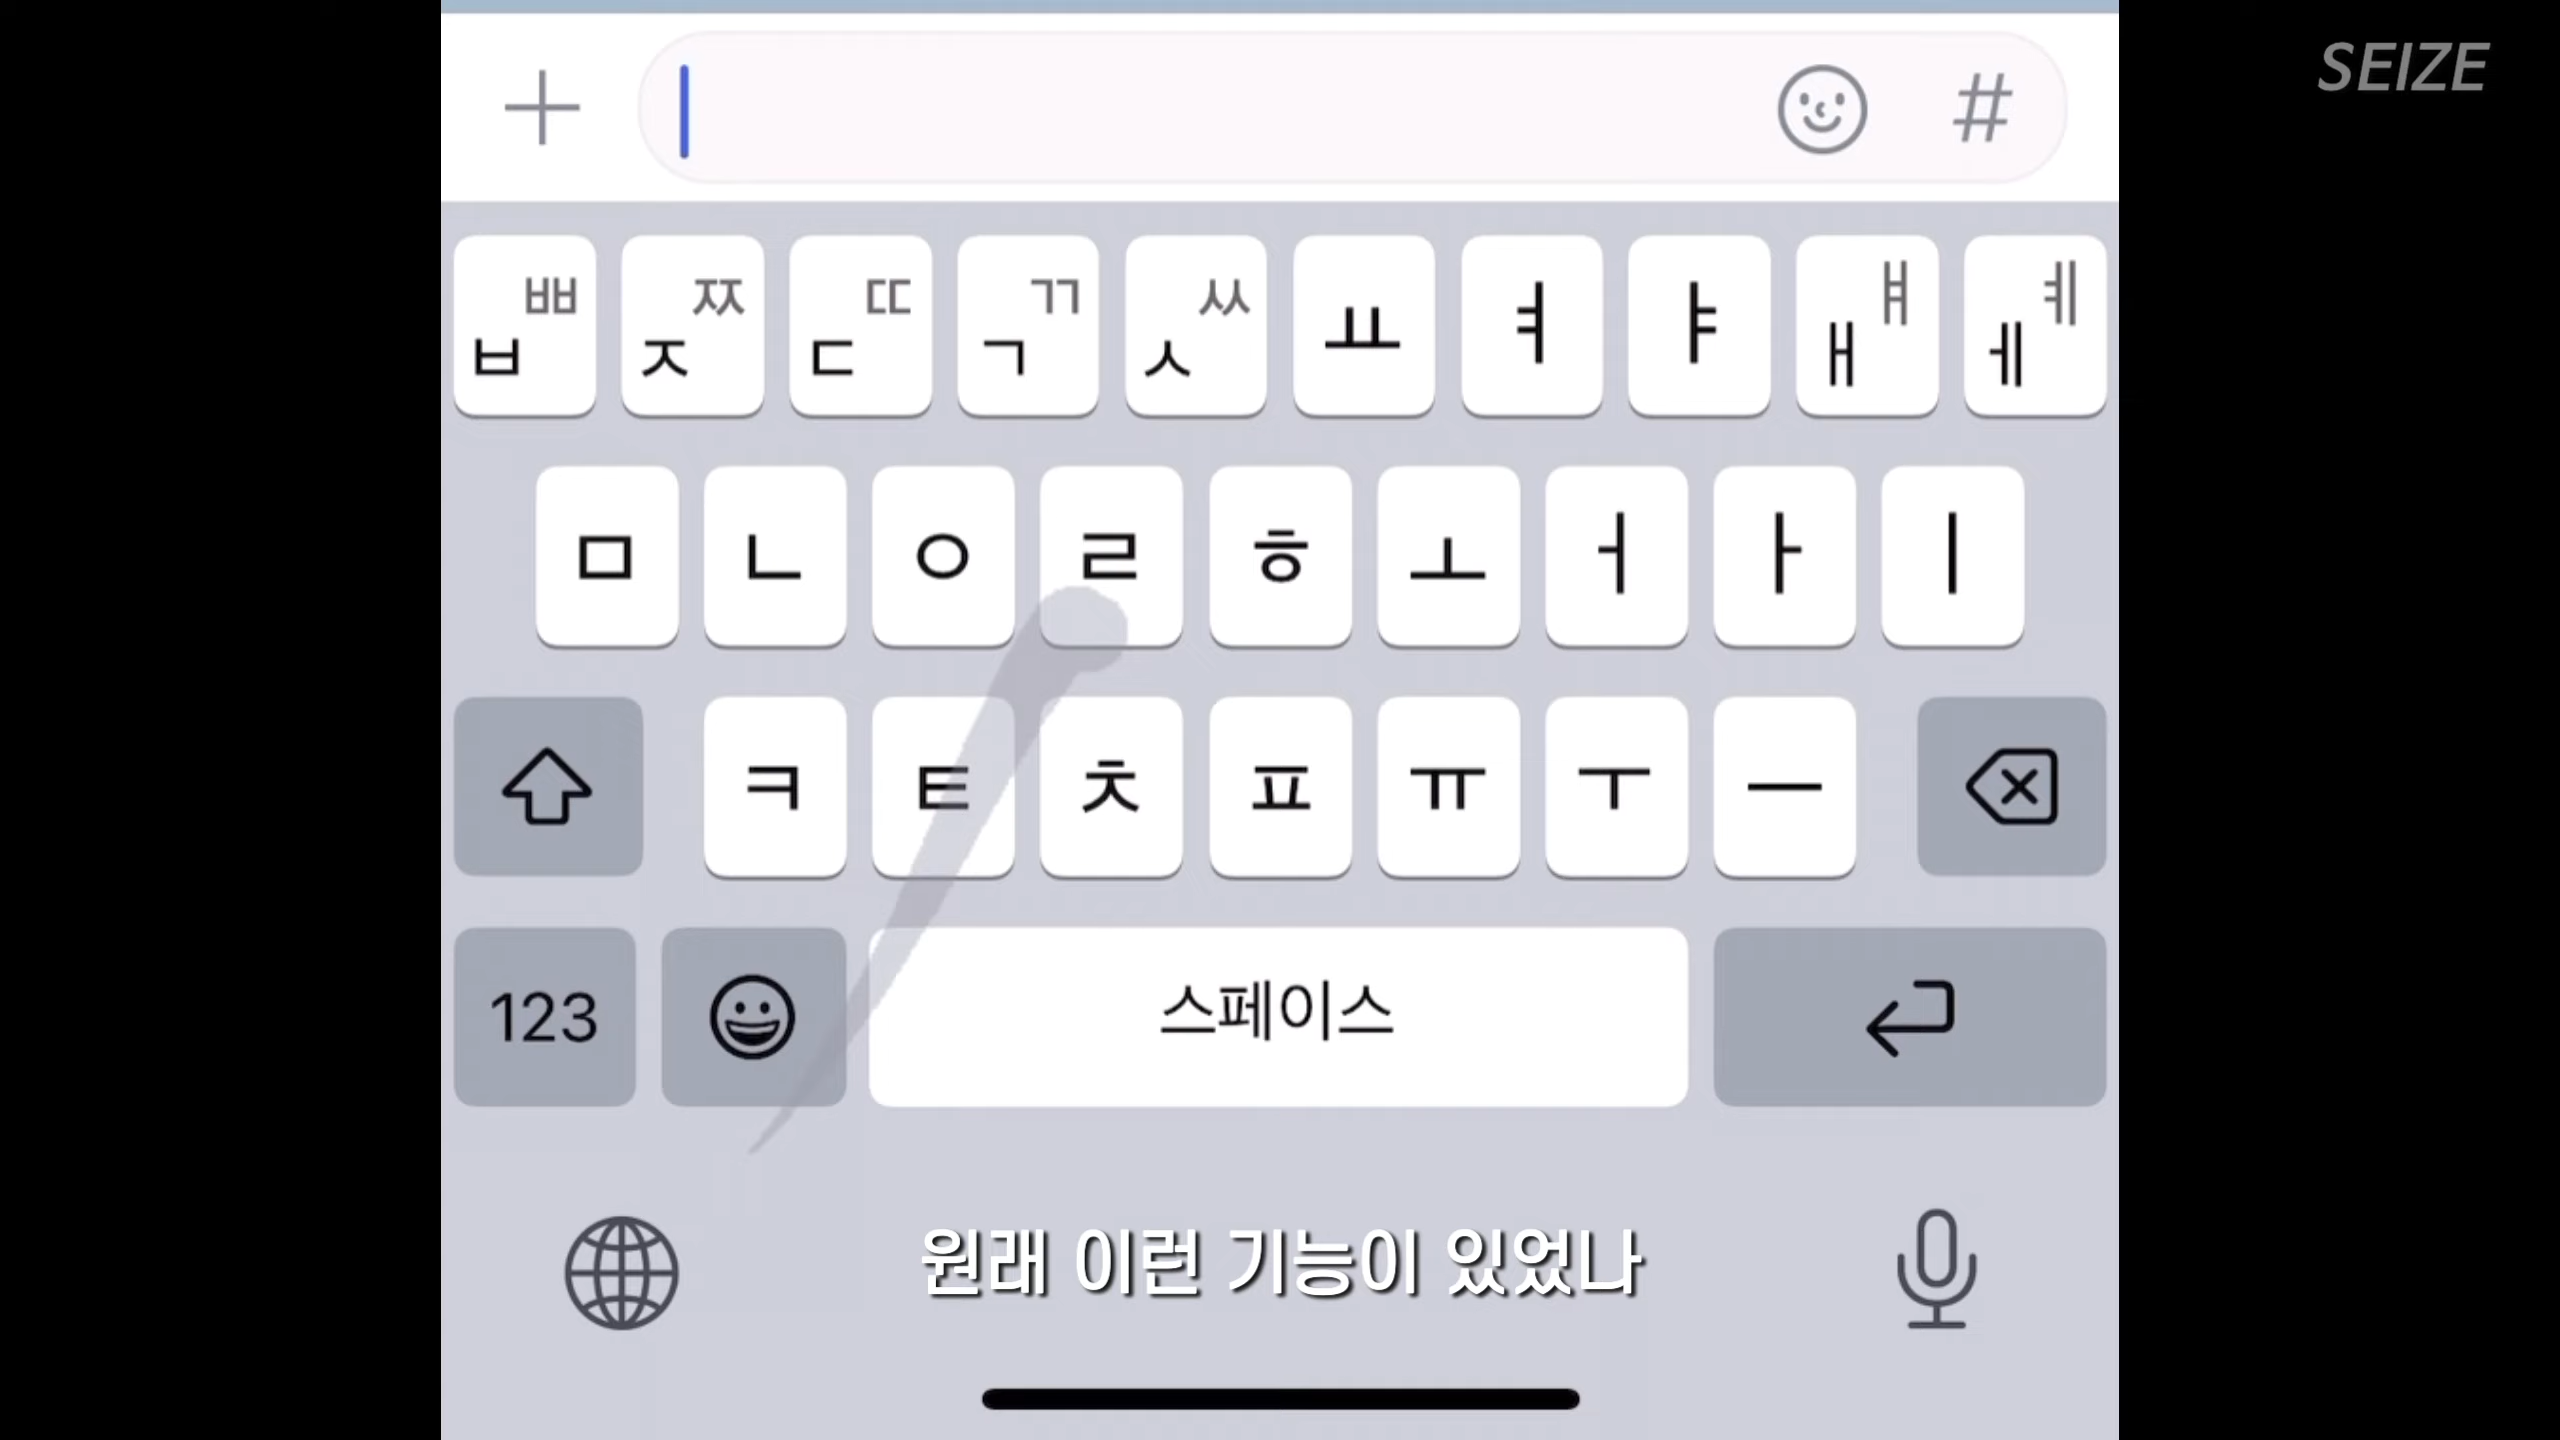 SEIZE
#
ㅃ ㅉ ㄸ ㄲ ㅆ ㅒ ㅖ
ㅂ ㅈ ㄷ ㄱ ㅅ ㅛ ㅕ ㅑ ㅐ ㅔ
ㅁ ㄴ ㅇ ㄹ ㅎ ㅗ ㅓ ㅏ ㅣ
ㅋ ㅌ ㅊ ㅍ ㅠ ㅜ ㅡ
123 스페이스
원래 이런 기능이 있었나